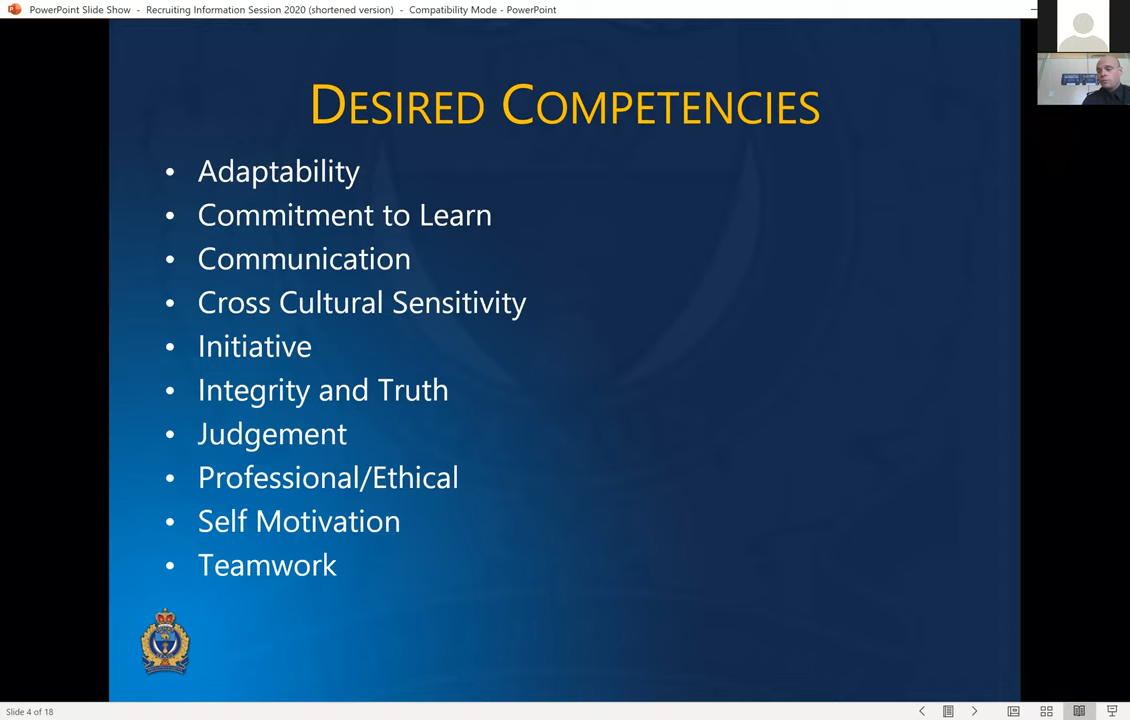 PowerPoint Slide Show - Recruiting Information Session 2020 (shortened version) - Compatibility Mode - PowerPoint
DESIRED COMPETENCIES
• Adaptability
• Commitment to Learn
• Communication
• Cross Cultural Sensitivity
• Initiative
• Integrity and Truth
• Judgement
• Professional/Ethical
• Self Motivation
• Teamwork
Slide 4 of 18